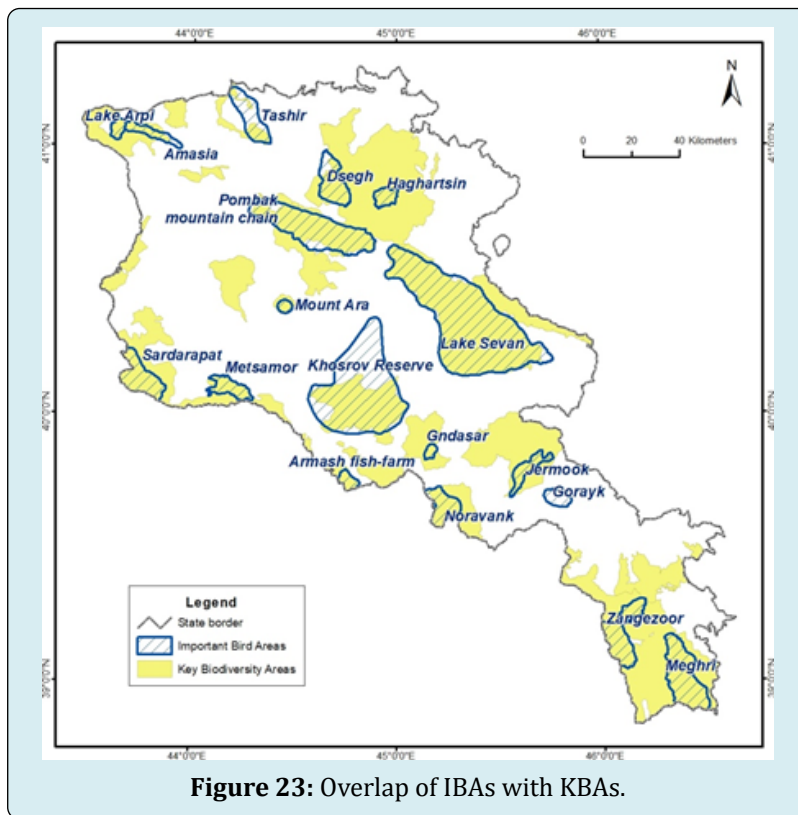 44°0'0"E 45°0'0"E 46°0'0"E
N
0 20 40 Kilometers
41°0'0"N
41°0'0"N
Lake Arpi
Tashir
Amasia
Dsegh
Haghartsin
Pombak
mountain chain
Mount Ara
Lake Sevan
Khosrov Reserve
Sardarapat
Metsamor
40°0'0"N
40°0'0"N
Gndasar
Armash fish-farm
Jermook
Gorayk
Noravank
Legend
State border
Important Bird Areas
Key Biodiversity Areas
Zangezoor
Meghri
39°0'0"N
39°0'0"N
44°0'0"E 45°0'0"E 46°0'0"E
Figure 23: Overlap of IBAs with KBAs.